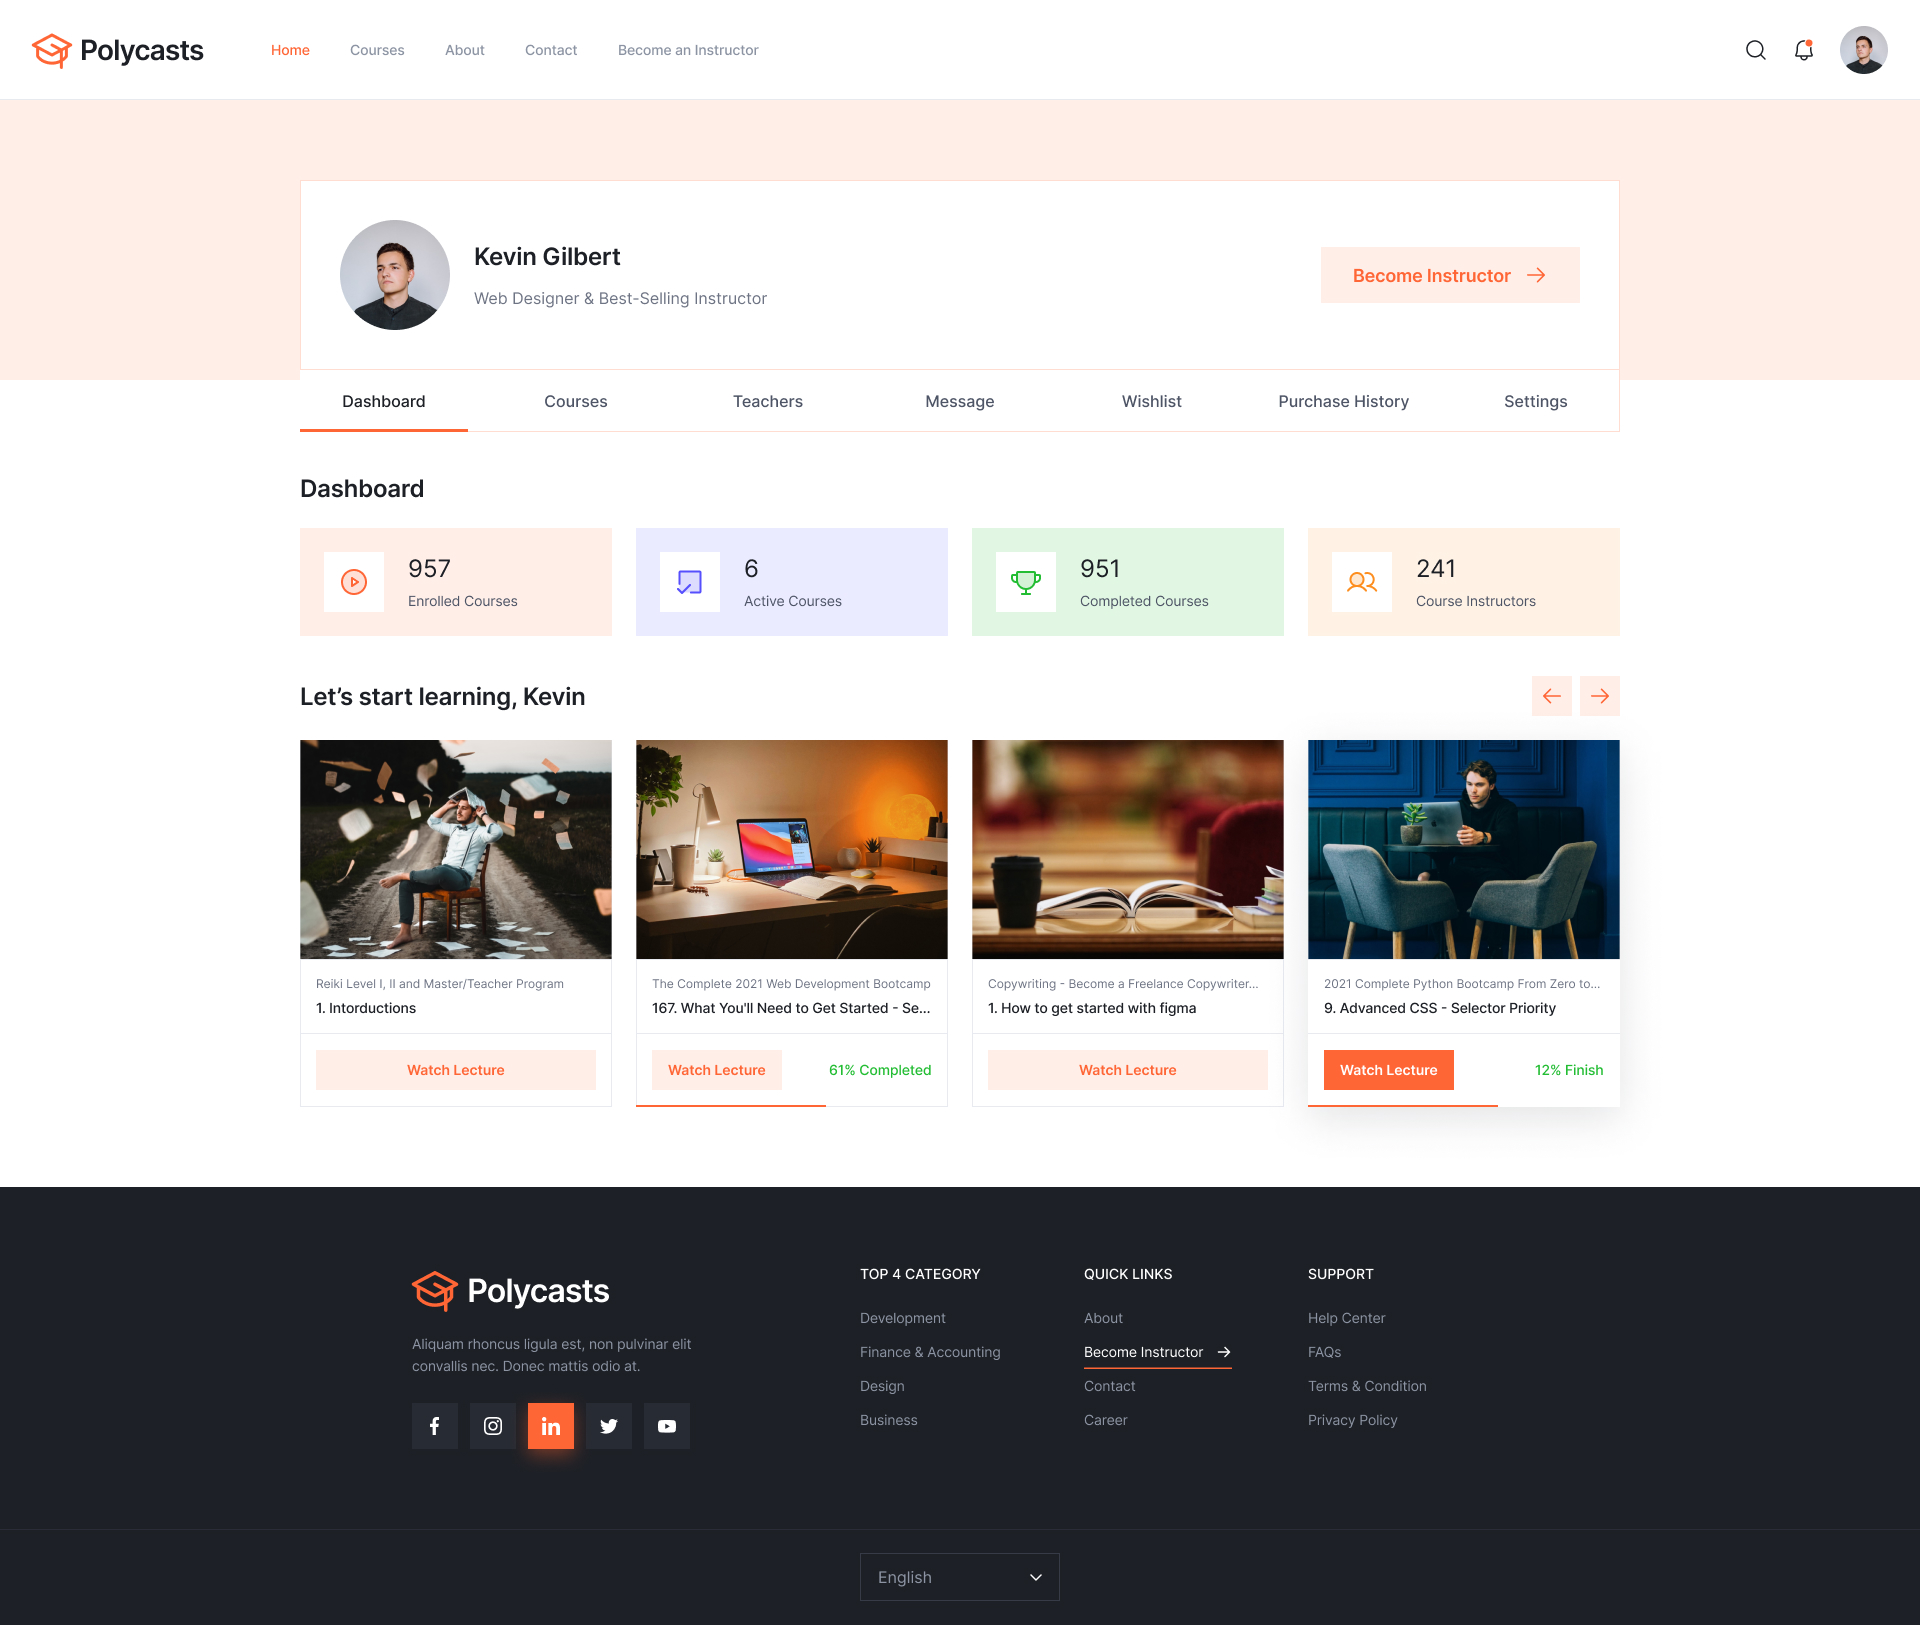 Polycasts
Home
Courses
About
Contact
Become an Instructor
Kevin Gilbert
Web Designer & Best-Selling Instructor
Become Instructor
Dashboard
Courses
Teachers
Message
Wishlist
Purchase History
Settings
Dashboard
957
Enrolled Courses
6
Active Courses
951
Completed Courses
241
Course Instructors
Let’s start learning, Kevin
Reiki Level I, II and Master/Teacher Program
1. Intorductions
Watch Lecture
The Complete 2021 Web Development Bootcamp
167. What You'll Need to Get Started - Se...
Watch Lecture
61% Completed
Copywriting - Become a Freelance Copywriter...
1. How to get started with figma
Watch Lecture
2021 Complete Python Bootcamp From Zero to...
9. Advanced CSS - Selector Priority
Watch Lecture
12% Finish
Polycasts
Aliquam rhoncus ligula est, non pulvinar elit
convallis nec. Donec mattis odio at.
TOP 4 CATEGORY
Development
Finance & Accounting
Design
Business
QUICK LINKS
About
Become Instructor
Contact
Career
SUPPORT
Help Center
FAQs
Terms & Condition
Privacy Policy
English